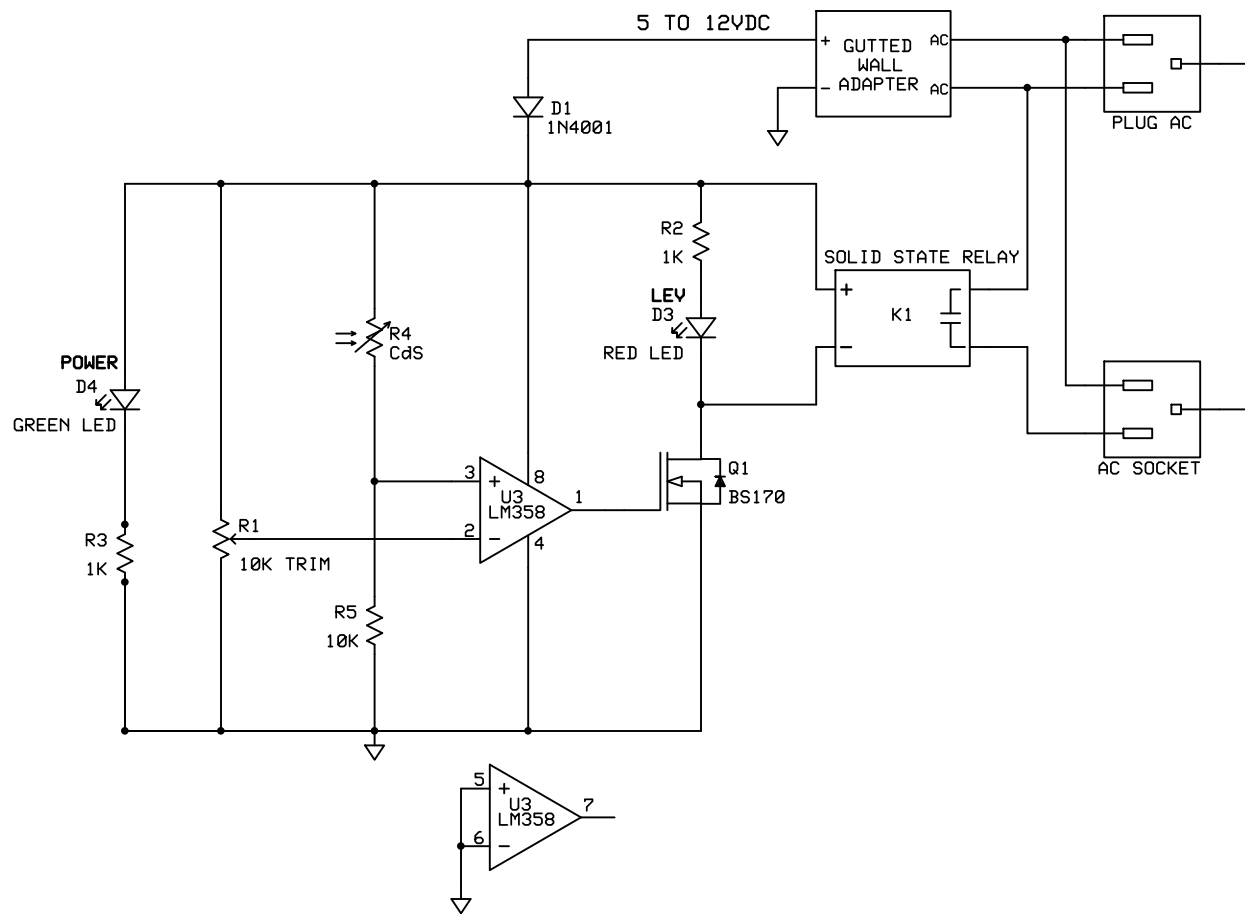 5 TO 12VDC
+
GUTTED
WALL
ADAPTER
-
AC
AC
PLUG AC
D1
1N4001
R2
1K
SOLID STATE RELAY
+
K1
-
LEV
D3
RED LED
R4
CdS
POWER
D4
GREEN LED
AC SOCKET
3
+
8
U3
LM358
1
2
-
4
Q1
BS170
R3
1K
R1
10K TRIM
R5
10K
5
+
U3
LM358
7
6
-